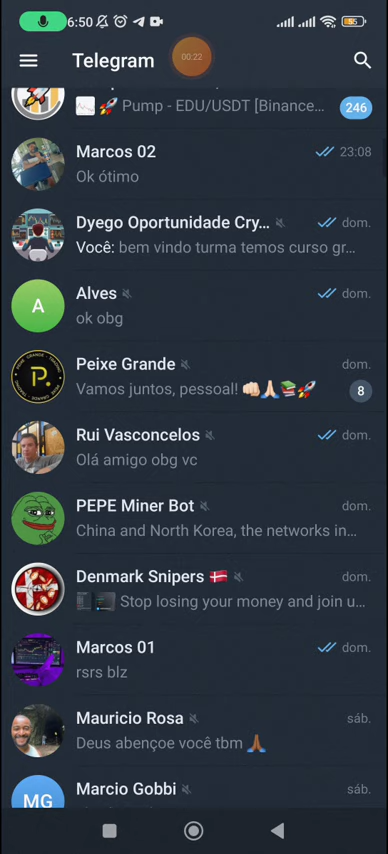 6:50
55
Telegram
00:22
Pump - EDU/USDT [Binance...
246
Marcos 02
23:08
Ok ótimo
Dyego Oportunidade Cry...
dom.
Você: bem vindo turma temos curso gr...
A
Alves
dom.
ok obg
Peixe Grande
dom.
Vamos juntos, pessoal! 👊🏻🙏🏻📚🚀
8
Rui Vasconcelos
dom.
Olá amigo obg vc
PEPE Miner Bot
dom.
China and North Korea, the networks in...
Denmark Snipers 🇩🇰
dom.
Stop losing your money and join u...
Marcos 01
dom.
rsrs blz
Mauricio Rosa
sáb.
Deus abençoe você tbm 🙏🏾
MG
Marcio Gobbi
sáb.